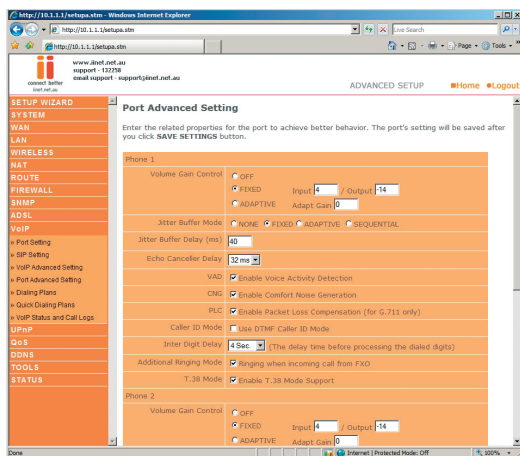 http://10.1.1.1/setupa.stm - Windows Internet Explorer
http://10.1.1.1/setupa.stm
Live Search
http://10.1.1.1/setupa.stm
Page
Tools
connect better
iinet.net.au
www.iinet.net.au
support - 132258
email support - support@iinet.net.au
ADVANCED SETUP
Home
Logout
SETUP WIZARD
SYSTEM
WAN
LAN
WIRELESS
NAT
ROUTE
FIREWALL
SNMP
ADSL
VoIP
» Port Setting
» SIP Setting
» VoIP Advanced Setting
» Port Advanced Setting
» Dialing Plans
» Quick Dialing Plans
» VoIP Status and Call Logs
UPnP
QoS
DDNS
TOOLS
STATUS
Port Advanced Setting
Enter the related properties for the port to achieve better behavior. The port's setting will be saved after
you click SAVE SETTINGS button.
Phone 1
Volume Gain Control
OFF
FIXED Input 4 / Output -14
ADAPTIVE Adapt Gain 0
Jitter Buffer Mode NONE FIXED ADAPTIVE SEQUENTIAL
Jitter Buffer Delay (ms) 40
Echo Canceller Delay 32 ms
VAD Enable Voice Activity Detection
CNG Enable Comfort Noise Generation
PLC Enable Packet Loss Compensation (for G.711 only)
Caller ID Mode Use DTMF Caller ID Mode
Inter Digit Delay 4 Sec. (The delay time before processing the dialed digits)
Additional Ringing Mode Ringing when incoming call from FXO
T.38 Mode Enable T.38 Mode Support
Phone 2
Volume Gain Control
OFF
FIXED Input 4 / Output -14
ADAPTIVE Adapt Gain 0
Done
Internet | Protected Mode: Off
100%